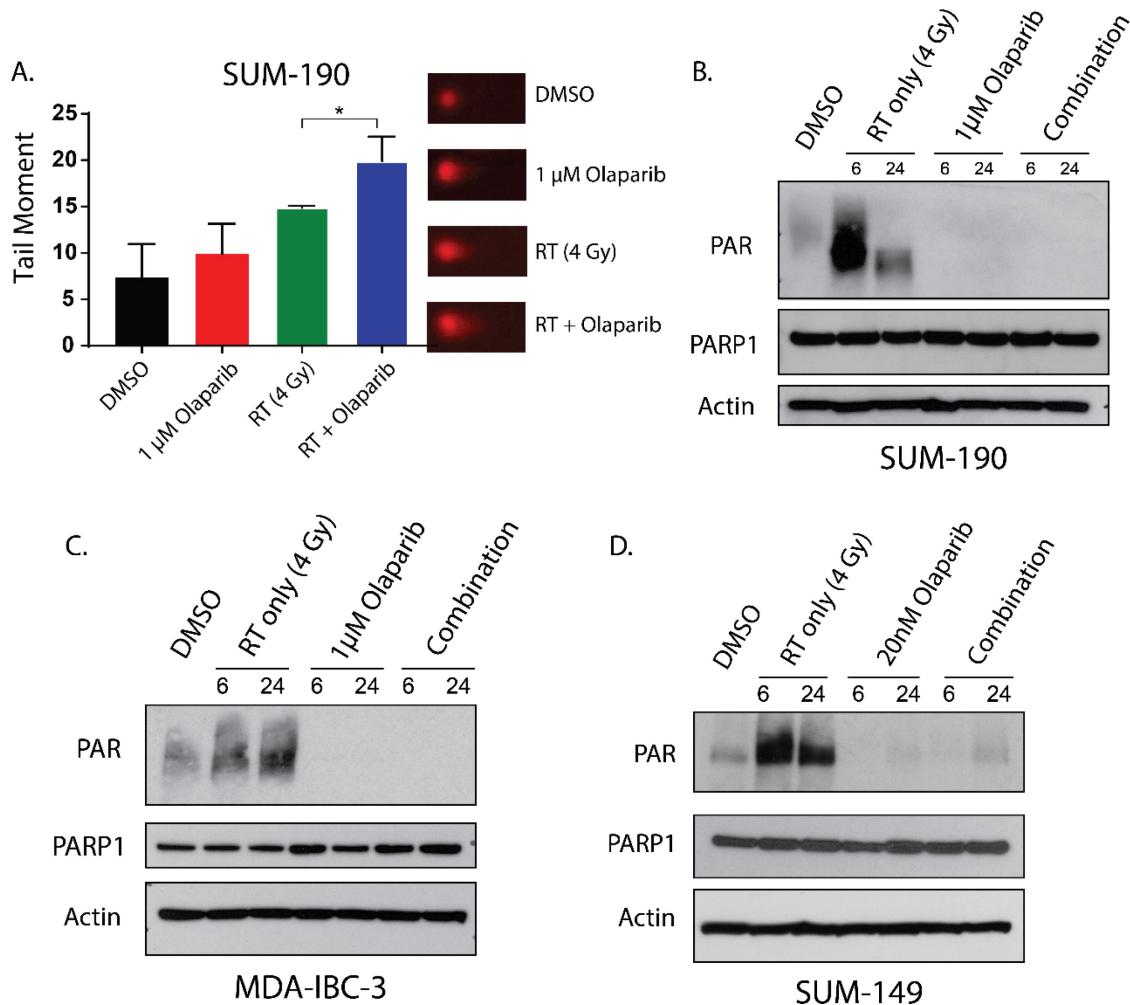 A.
SUM-190
Tail Moment
25
20
15
10
5
0
*
DMSO
1 µM Olaparib
RT (4 Gy)
RT + Olaparib
DMSO
1 µM Olaparib
RT (4 Gy)
RT + Olaparib
B.
DMSO
RT only (4 Gy)
1µM Olaparib
Combination
6 24 6 24 6 24
PAR
PARP1
Actin
SUM-190
C.
DMSO
RT only (4 Gy)
1µM Olaparib
Combination
6 24 6 24 6 24
PAR
PARP1
Actin
MDA-IBC-3
D.
DMSO
RT only (4 Gy)
20nM Olaparib
Combination
6 24 6 24 6 24
PAR
PARP1
Actin
SUM-149